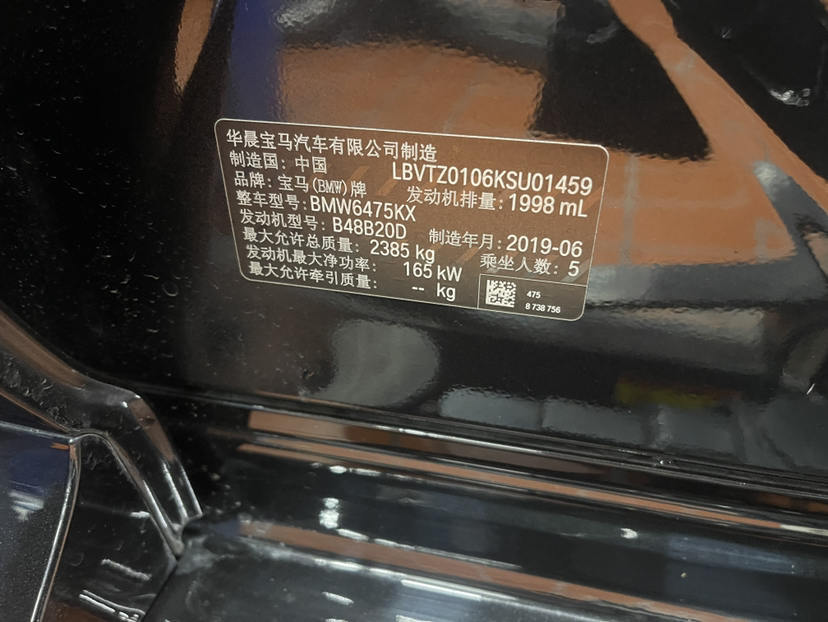 华晨宝马汽车有限公司制造
制造国: 中国 LBVTZ0106KSU01459
品牌: 宝马(BMW)牌 发动机排量: 1998 mL
整车型号: BMW6475KX
发动机型号: B48B20D 制造年月: 2019-06
最大允许总质量: 2385 kg 乘坐人数: 5
发动机最大净功率: 165 kW
最大允许牵引质量: -- kg
475
8 738 756